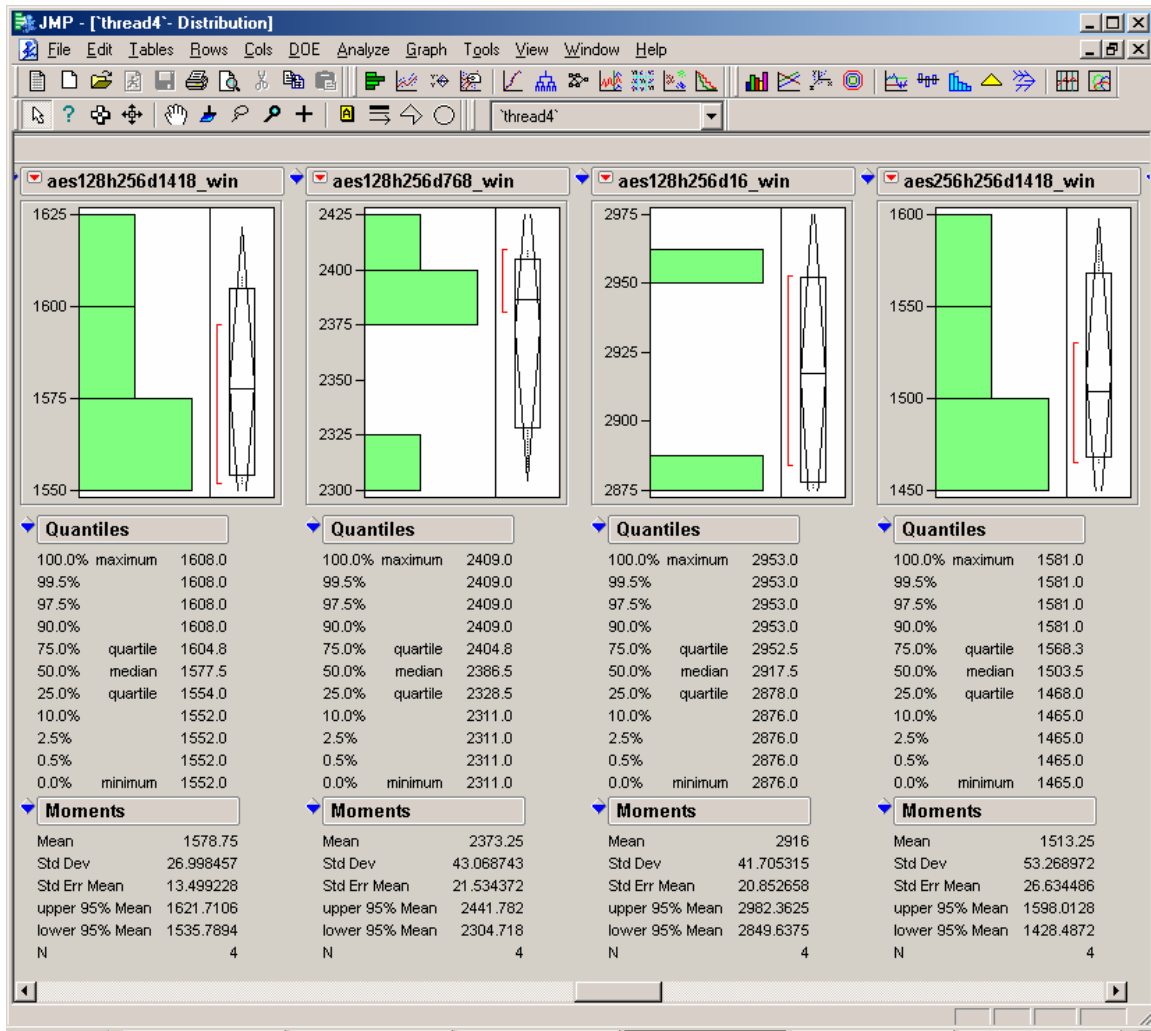 JMP - [`thread4`- Distribution]
File Edit Tables Rows Cols DOE Analyze Graph Tools View Window Help
`thread4`
aes128h256d1418_win
1625
1600
1575
1550
Quantiles
100.0% maximum 1608.0
99.5% 1608.0
97.5% 1608.0
90.0% 1608.0
75.0% quartile 1604.8
50.0% median 1577.5
25.0% quartile 1554.0
10.0% 1552.0
2.5% 1552.0
0.5% 1552.0
0.0% minimum 1552.0
Moments
Mean 1578.75
Std Dev 26.998457
Std Err Mean 13.499228
upper 95% Mean 1621.7106
lower 95% Mean 1535.7894
N 4
aes128h256d768_win
2425
2400
2375
2350
2325
2300
Quantiles
100.0% maximum 2409.0
99.5% 2409.0
97.5% 2409.0
90.0% 2409.0
75.0% quartile 2404.8
50.0% median 2386.5
25.0% quartile 2328.5
10.0% 2311.0
2.5% 2311.0
0.5% 2311.0
0.0% minimum 2311.0
Moments
Mean 2373.25
Std Dev 43.068743
Std Err Mean 21.534372
upper 95% Mean 2441.782
lower 95% Mean 2304.718
N 4
aes128h256d16_win
2975
2950
2925
2900
2875
Quantiles
100.0% maximum 2953.0
99.5% 2953.0
97.5% 2953.0
90.0% 2953.0
75.0% quartile 2952.5
50.0% median 2917.5
25.0% quartile 2878.0
10.0% 2876.0
2.5% 2876.0
0.5% 2876.0
0.0% minimum 2876.0
Moments
Mean 2916
Std Dev 41.705315
Std Err Mean 20.852658
upper 95% Mean 2982.3625
lower 95% Mean 2849.6375
N 4
aes256h256d1418_win
1600
1550
1500
1450
Quantiles
100.0% maximum 1581.0
99.5% 1581.0
97.5% 1581.0
90.0% 1581.0
75.0% quartile 1568.3
50.0% median 1503.5
25.0% quartile 1468.0
10.0% 1465.0
2.5% 1465.0
0.5% 1465.0
0.0% minimum 1465.0
Moments
Mean 1513.25
Std Dev 53.268972
Std Err Mean 26.634486
upper 95% Mean 1598.0128
lower 95% Mean 1428.4872
N 4